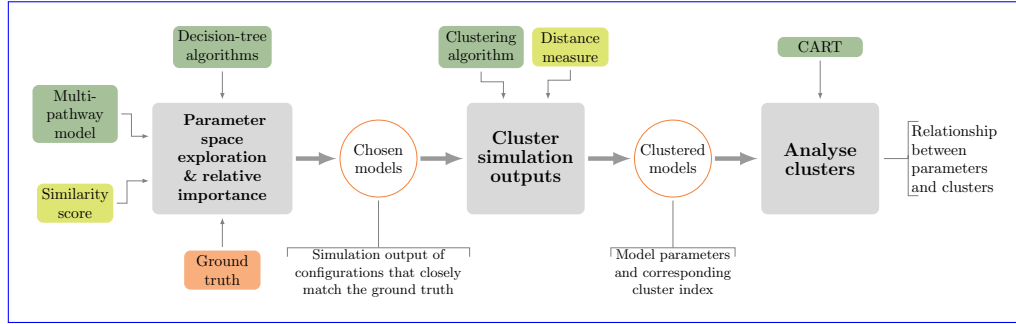 Decision-tree
algorithms
Clustering
algorithm
Distance
measure
CART
Multi-
pathway
model
Similarity
score
Parameter
space
exploration
& relative
importance
Chosen
models
Cluster
simulation
outputs
Clustered
models
Analyse
clusters
Relationship
between
parameters
and clusters
Ground
truth
Simulation output of
configurations that closely
match the ground truth
Model parameters
and corresponding
cluster index